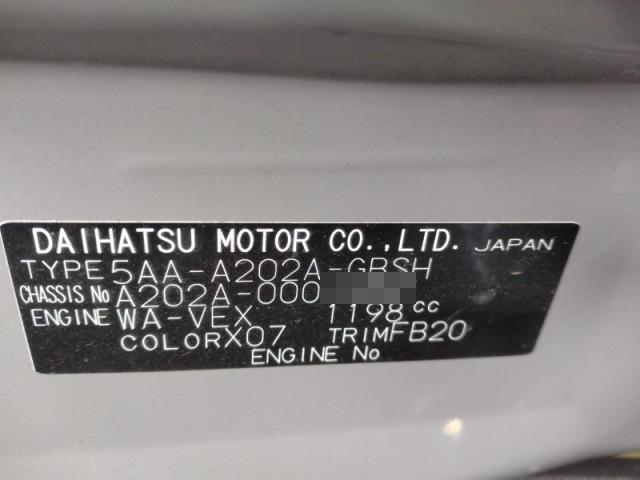 DAIHATSU MOTOR CO.,LTD. JAPAN
TYPE 5AA-A202A-GBSH
CHASSIS No A202A-000
ENGINE WA-VEX 1198 cc
COLOR X07 TRIM FB20
ENGINE No